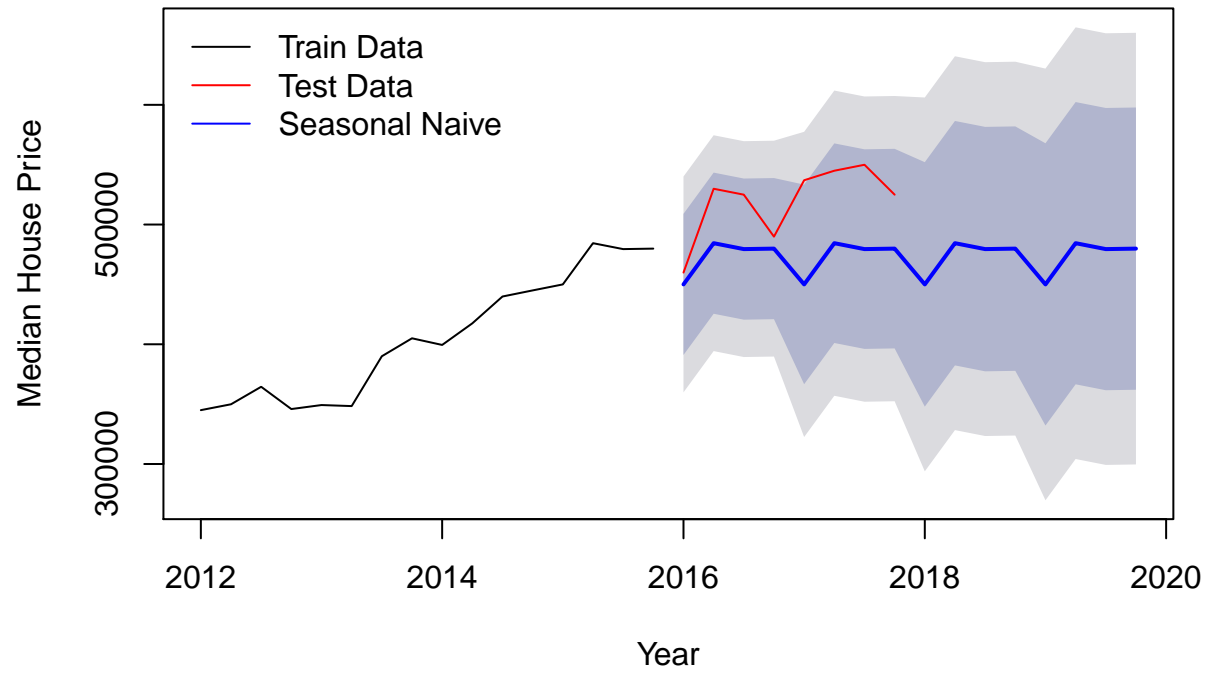 Train Data
Test Data
Seasonal Naive
Median House Price
500000
300000
2012 2014 2016 2018 2020
Year